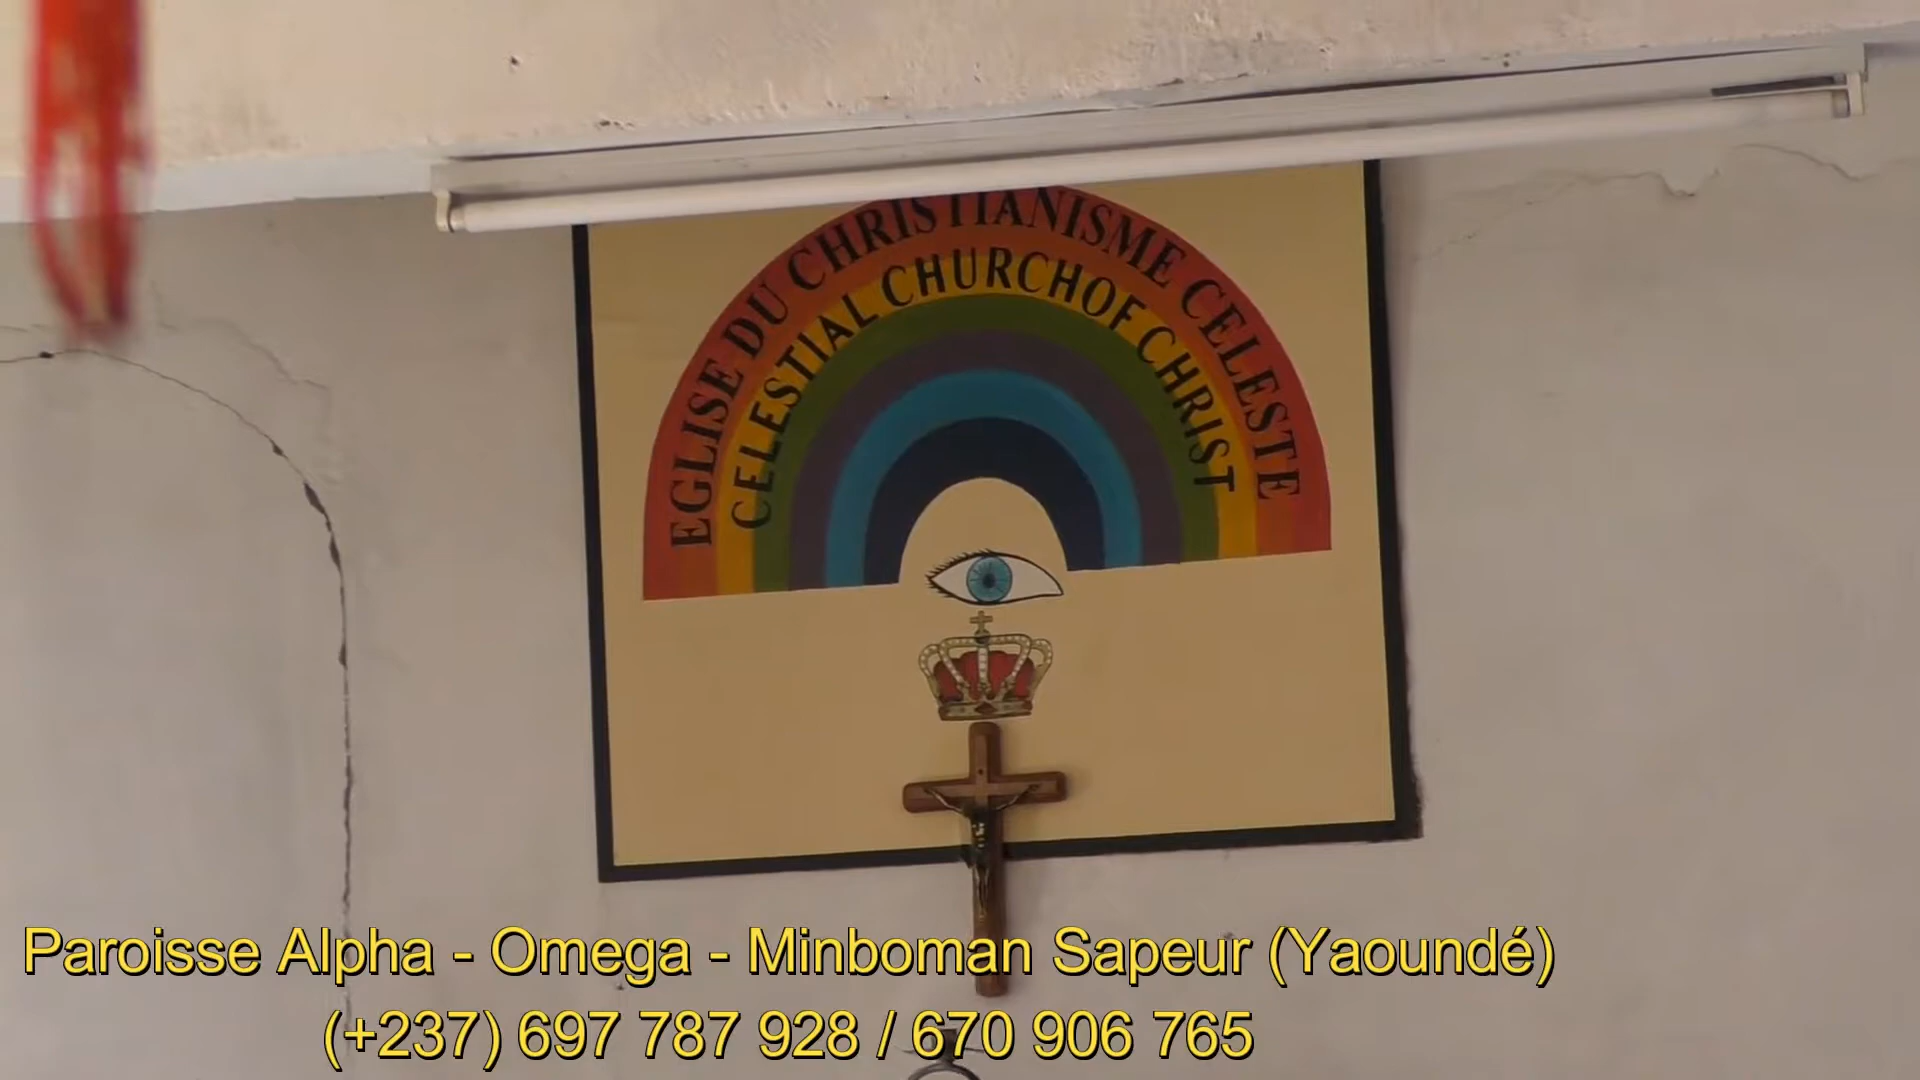 EGLISE DU CHRISTIANISME CELESTE
CELESTIAL CHURCHOF CHRIST
Paroisse Alpha - Omega - Minboman Sapeur (Yaoundé)
(+237) 697 787 928 / 670 906 765